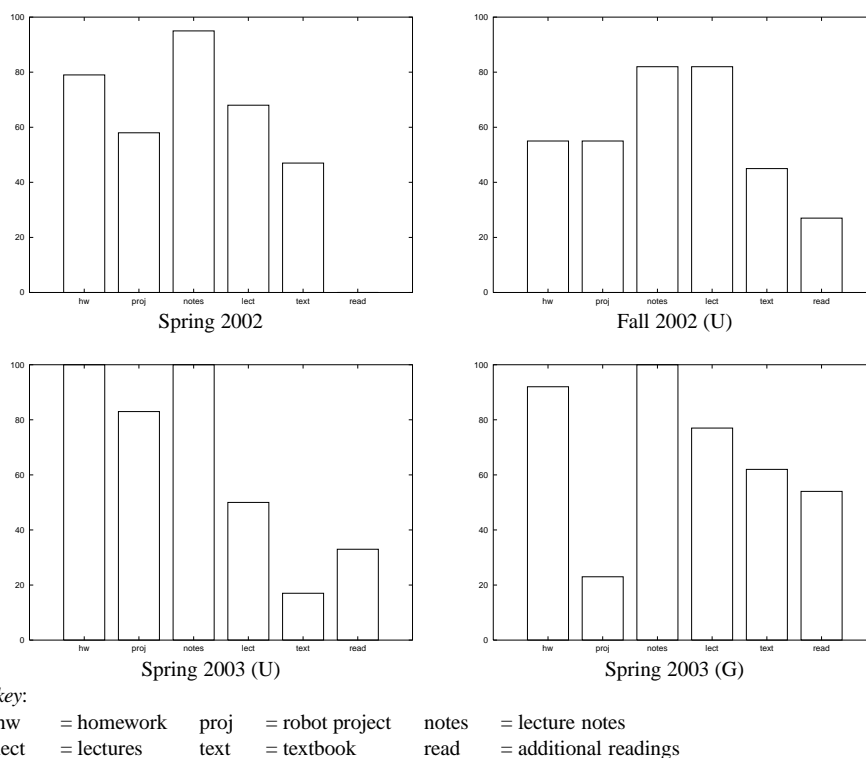 100
80
60
40
20
0
hw proj notes lect text read
Spring 2002
100
80
60
40
20
0
hw proj notes lect text read
Fall 2002 (U)
100
80
60
40
20
0
hw proj notes lect text read
Spring 2003 (U)
100
80
60
40
20
0
hw proj notes lect text read
Spring 2003 (G)
key:
hw = homework proj = robot project notes = lecture notes
lect = lectures text = textbook read = additional readings